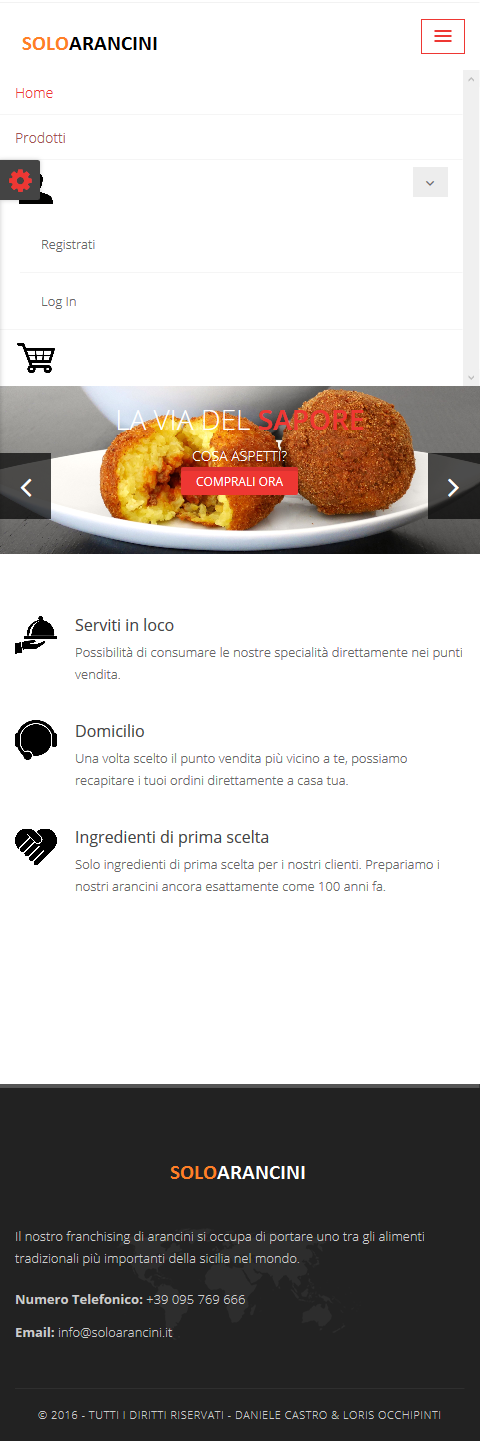 SOLOARANCINI
Home
Prodotti
Registrati
Log In
LA VIA DEL SAPORE
COSA ASPETTI?
COMPRALI ORA
Serviti in loco
Possibilità di consumare le nostre specialità direttamente nei punti
vendita.
Domicilio
Una volta scelto il punto vendita più vicino a te, possiamo
recapitare i tuoi ordini direttamente a casa tua.
Ingredienti di prima scelta
Solo ingredienti di prima scelta per i nostri clienti. Prepariamo i
nostri arancini ancora esattamente come 100 anni fa.
SOLOARANCINI
Il nostro franchising di arancini si occupa di portare uno tra gli alimenti
tradizionali più importanti della sicilia nel mondo.
Numero Telefonico: +39 095 769 666
Email: info@soloarancini.it
© 2016 - TUTTI I DIRITTI RISERVATI - DANIELE CASTRO & LORIS OCCHIPINTI